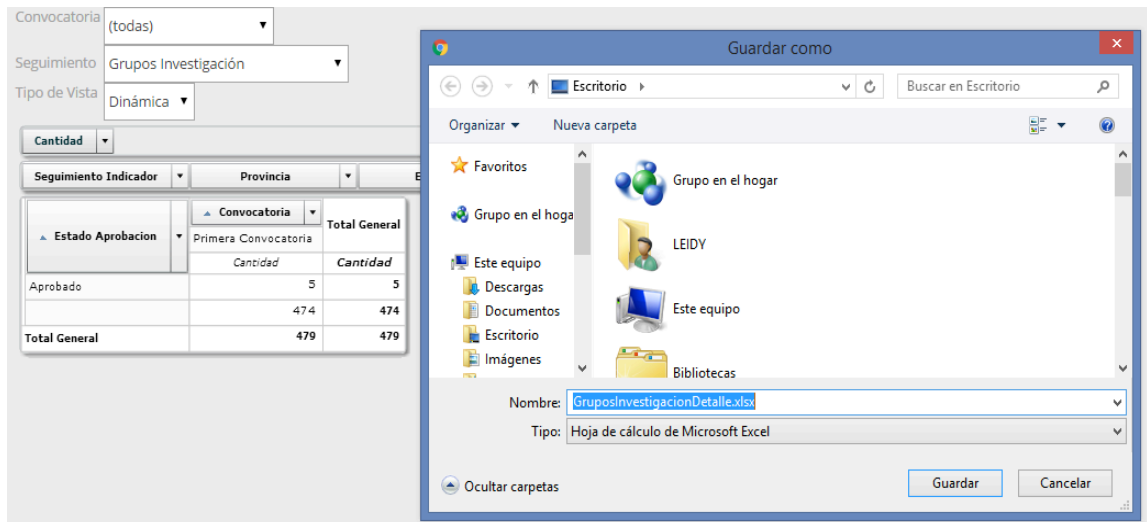 Convocatoria (todas)
Seguimiento Grupos Investigación
Tipo de Vista Dinámica
Cantidad
Seguimiento Indicador Provincia E
Estado Aprobacion Convocatoria Total General
Primera Convocatoria
Cantidad Cantidad
Aprobado 5 5
474 474
Total General 479 479
Guardar como
Escritorio Buscar en Escritorio
Organizar Nueva carpeta
Favoritos
Grupo en el hoga
Este equipo
Descargas
Documentos
Escritorio
Imágenes
Grupo en el hogar
LEIDY
Este equipo
Bibliotecas
Nombre: GruposInvestigacionDetalle.xlsx
Tipo: Hoja de cálculo de Microsoft Excel
Ocultar carpetas Guardar Cancelar